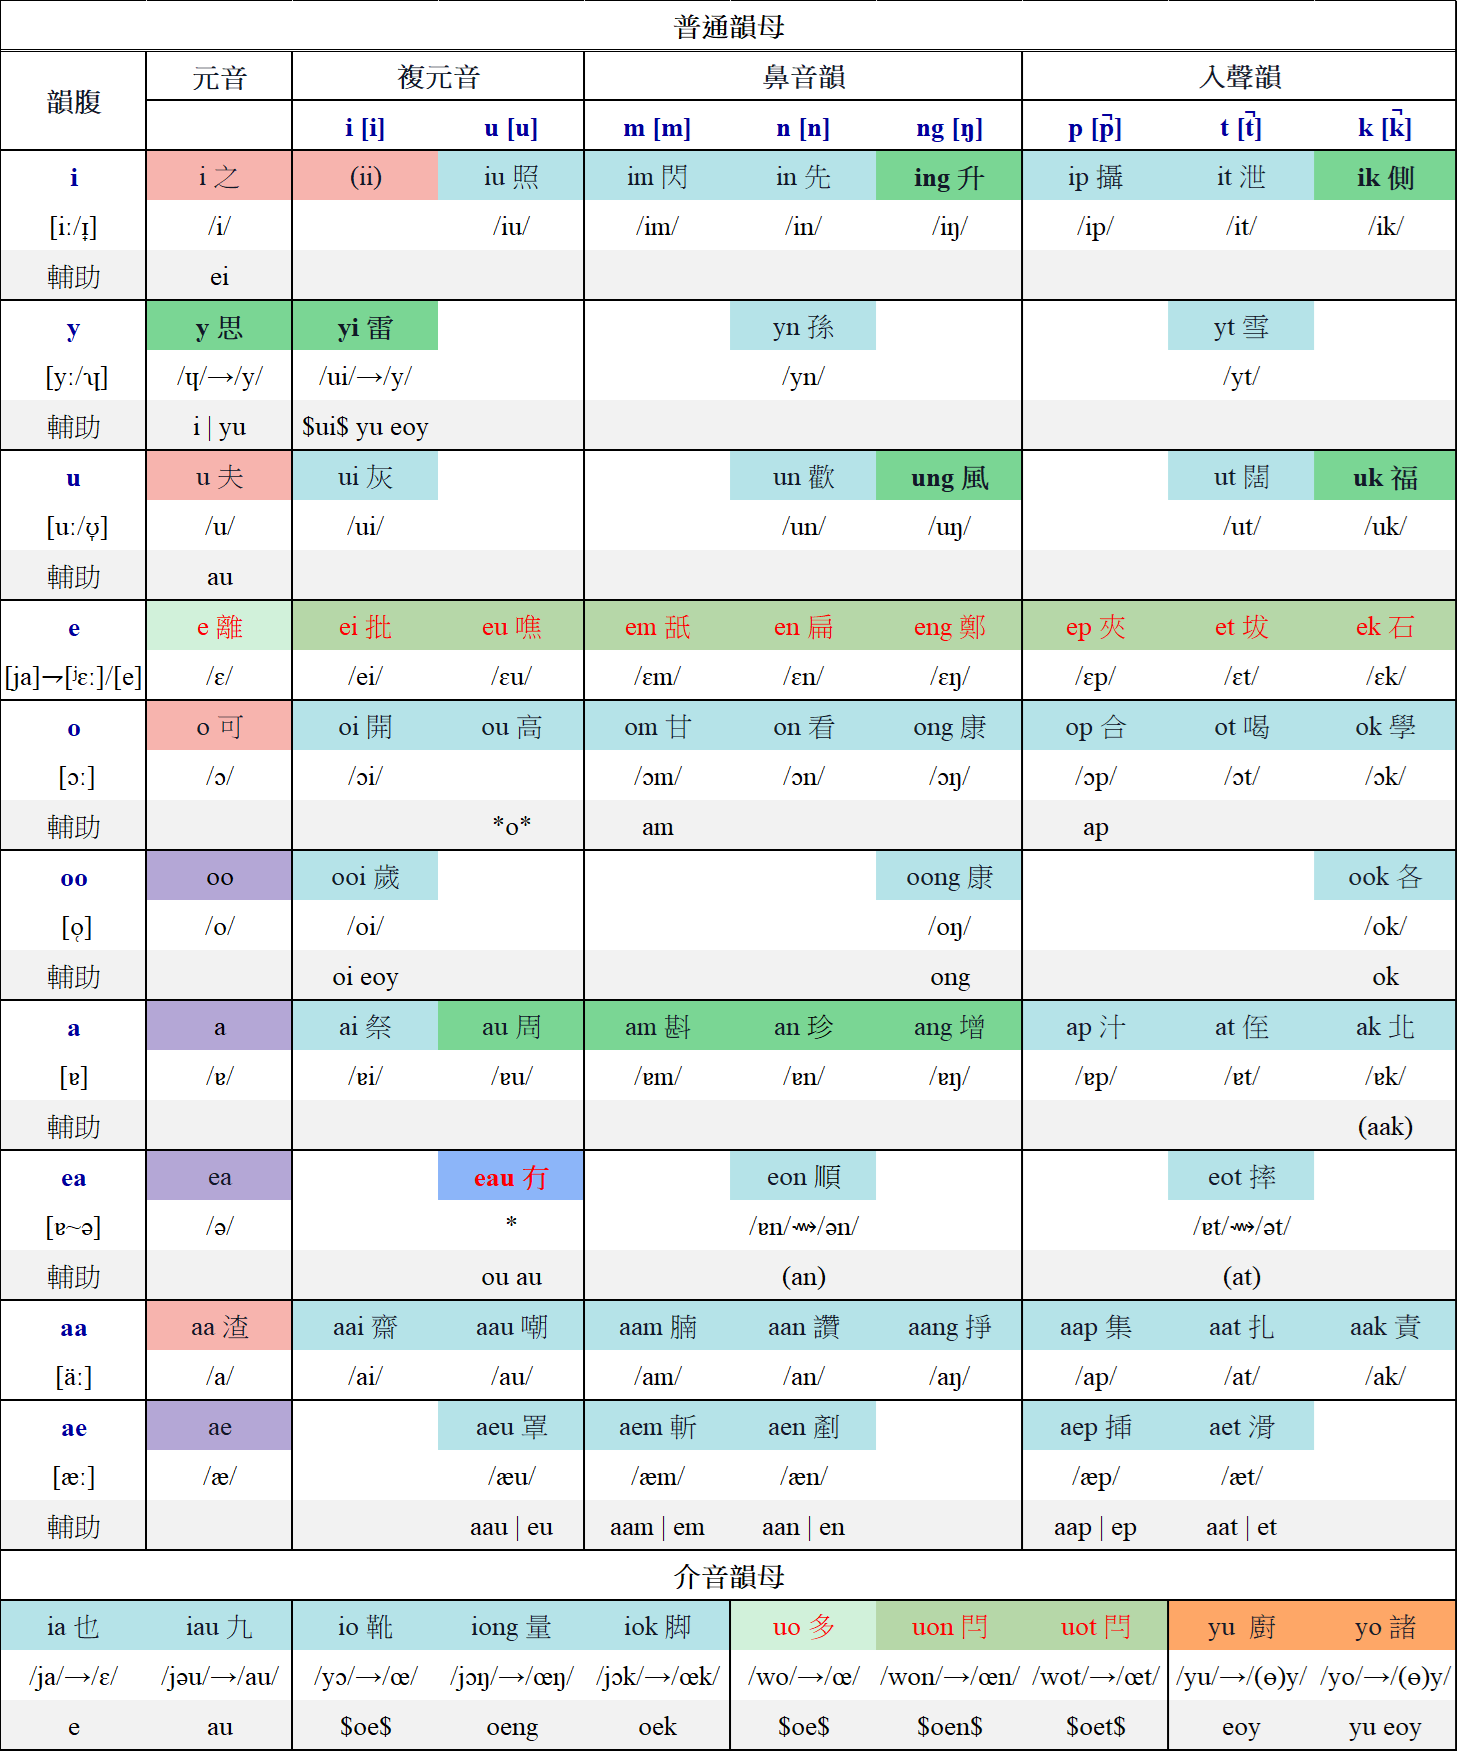 普通韻母
韻腹 元音 複元音 鼻音韻 入聲韻
i [i] u [u] m [m] n [n] ng [ŋ] p [p̚] t [t̚] k [k̚]
i i 之 (ii) iu 照 im 閃 in 先 ing 升 ip 攝 it 泄 ik 側
[iː/ɪ̞] /i/ /iu/ /im/ /in/ /iŋ/ /ip/ /it/ /ik/
輔助 ei
y y 思 yi 雷 yn 孫 yt 雪
[yː/ʮ] /ʮ/→/y/ /ui/→/y/ /yn/ /yt/
輔助 i | yu $ui$ yu eoy
u u 夫 ui 灰 un 歡 ung 風 ut 闊 uk 福
[uː/ʊ̞] /u/ /ui/ /un/ /uŋ/ /ut/ /uk/
輔助 au
e e 離 ei 批 eu 噍 em 舐 en 扁 eng 鄭 ep 夾 et 坺 ek 石
[ja]→[ʲɛː]/[e] /ɛ/ /ei/ /ɛu/ /ɛm/ /ɛn/ /ɛŋ/ /ɛp/ /ɛt/ /ɛk/
o o 可 oi 開 ou 高 om 甘 on 看 ong 康 op 合 ot 喝 ok 學
[ɔː] /ɔ/ /ɔi/ /ɔm/ /ɔn/ /ɔŋ/ /ɔp/ /ɔt/ /ɔk/
輔助 *o* am ap
oo oo ooi 歲 oong 康 ook 各
[o̜] /o/ /oi/ /oŋ/ /ok/
輔助 oi eoy ong ok
a a ai 祭 au 周 am 斟 an 珍 ang 增 ap 汁 at 侄 ak 北
[ɐ] /ɐ/ /ɐi/ /ɐu/ /ɐm/ /ɐn/ /ɐŋ/ /ɐp/ /ɐt/ /ɐk/
輔助 (aak)
ea ea eau 冇 eon 順 eot 摔
[ɐ~ə] /ə/ * /ɐn/⇝/ən/ /ɐt/⇝/ət/
輔助 ou au (an) (at)
aa aa 渣 aai 齋 aau 嘲 aam 腩 aan 讚 aang 掙 aap 集 aat 扎 aak 責
[äː] /a/ /ai/ /au/ /am/ /an/ /aŋ/ /ap/ /at/ /ak/
ae ae aeu 罩 aem 斬 aen 剷 aep 挿 aet 滑
[æː] /æ/ /æu/ /æm/ /æn/ /æp/ /æt/
輔助 aau | eu aam | em aan | en aap | ep aat | et
介音韻母
ia 也 iau 九 io 靴 iong 量 iok 脚 uo 多 uon 閂 uot 閂 yu 廚 yo 諸
/ja/→/ɛ/ /jəu/→/au/ /yɔ/→/œ/ /jɔŋ/→/œŋ/ /jɔk/→/œk/ /wo/→/œ/ /won/→/œn/ /wot/→/œt/ /yu/→/(ɵ)y/ /yo/→/(ɵ)y/
e au $oe$ oeng oek $oe$ $oen$ $oet$ eoy yu eoy